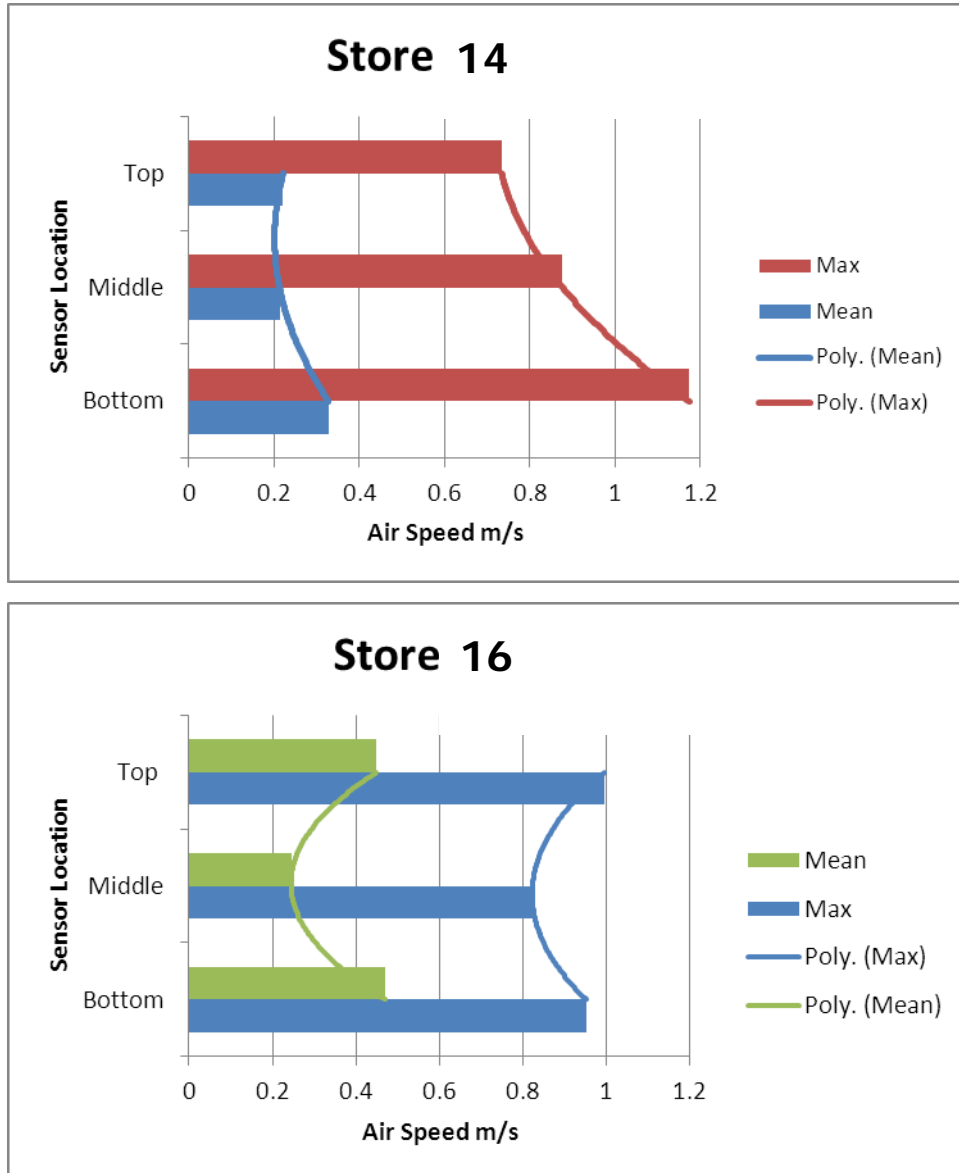 Store 14
Top
Middle
Bottom
Sensor Location
0 0.2 0.4 0.6 0.8 1 1.2
Air Speed m/s
Max
Mean
Poly. (Mean)
Poly. (Max)
Store 16
Top
Middle
Bottom
Sensor Location
0 0.2 0.4 0.6 0.8 1 1.2
Air Speed m/s
Mean
Max
Poly. (Max)
Poly. (Mean)